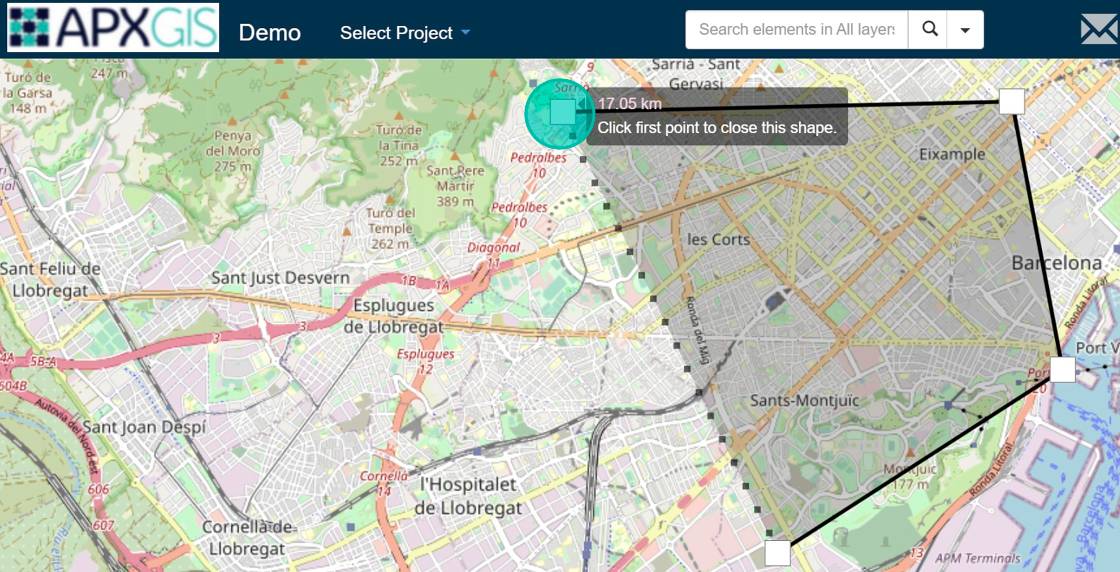 APXGIS
Demo
Select Project
Search elements in All layers
247 m
Turó de
la Garsa
148 m
Sarrià - Sant
Gervasi
9
Sarrià
17.05 km
Click first point to close this shape.
Penya
del Moro
275 m
Turó de
la Tina
252 m
Eixample
Pedralbes
10
Sant Pere
Màrtir
389 m
Pedralbes
10
Turó del
Temple
262 m
Diagonal
11
les Corts
Barcelona
Sant Feliu de
Llobregat
Sant Just Desvern
1B
1A
Esplugues
de Llobregat
3
3
Ronda del Mig
Ronda Litoral
Port V
4A
5B-A
604B
Esplugues
12
20
Sants-Montjuïc
Autovia del Nord-est
Sant Joan Despí
Montjuïc
177 m
Ronda Litoral
Cornellà
14
l'Hospitalet
de Llobregat
606
607
Cornellà de
Llobregat
13
APM Terminals
- Barcelona